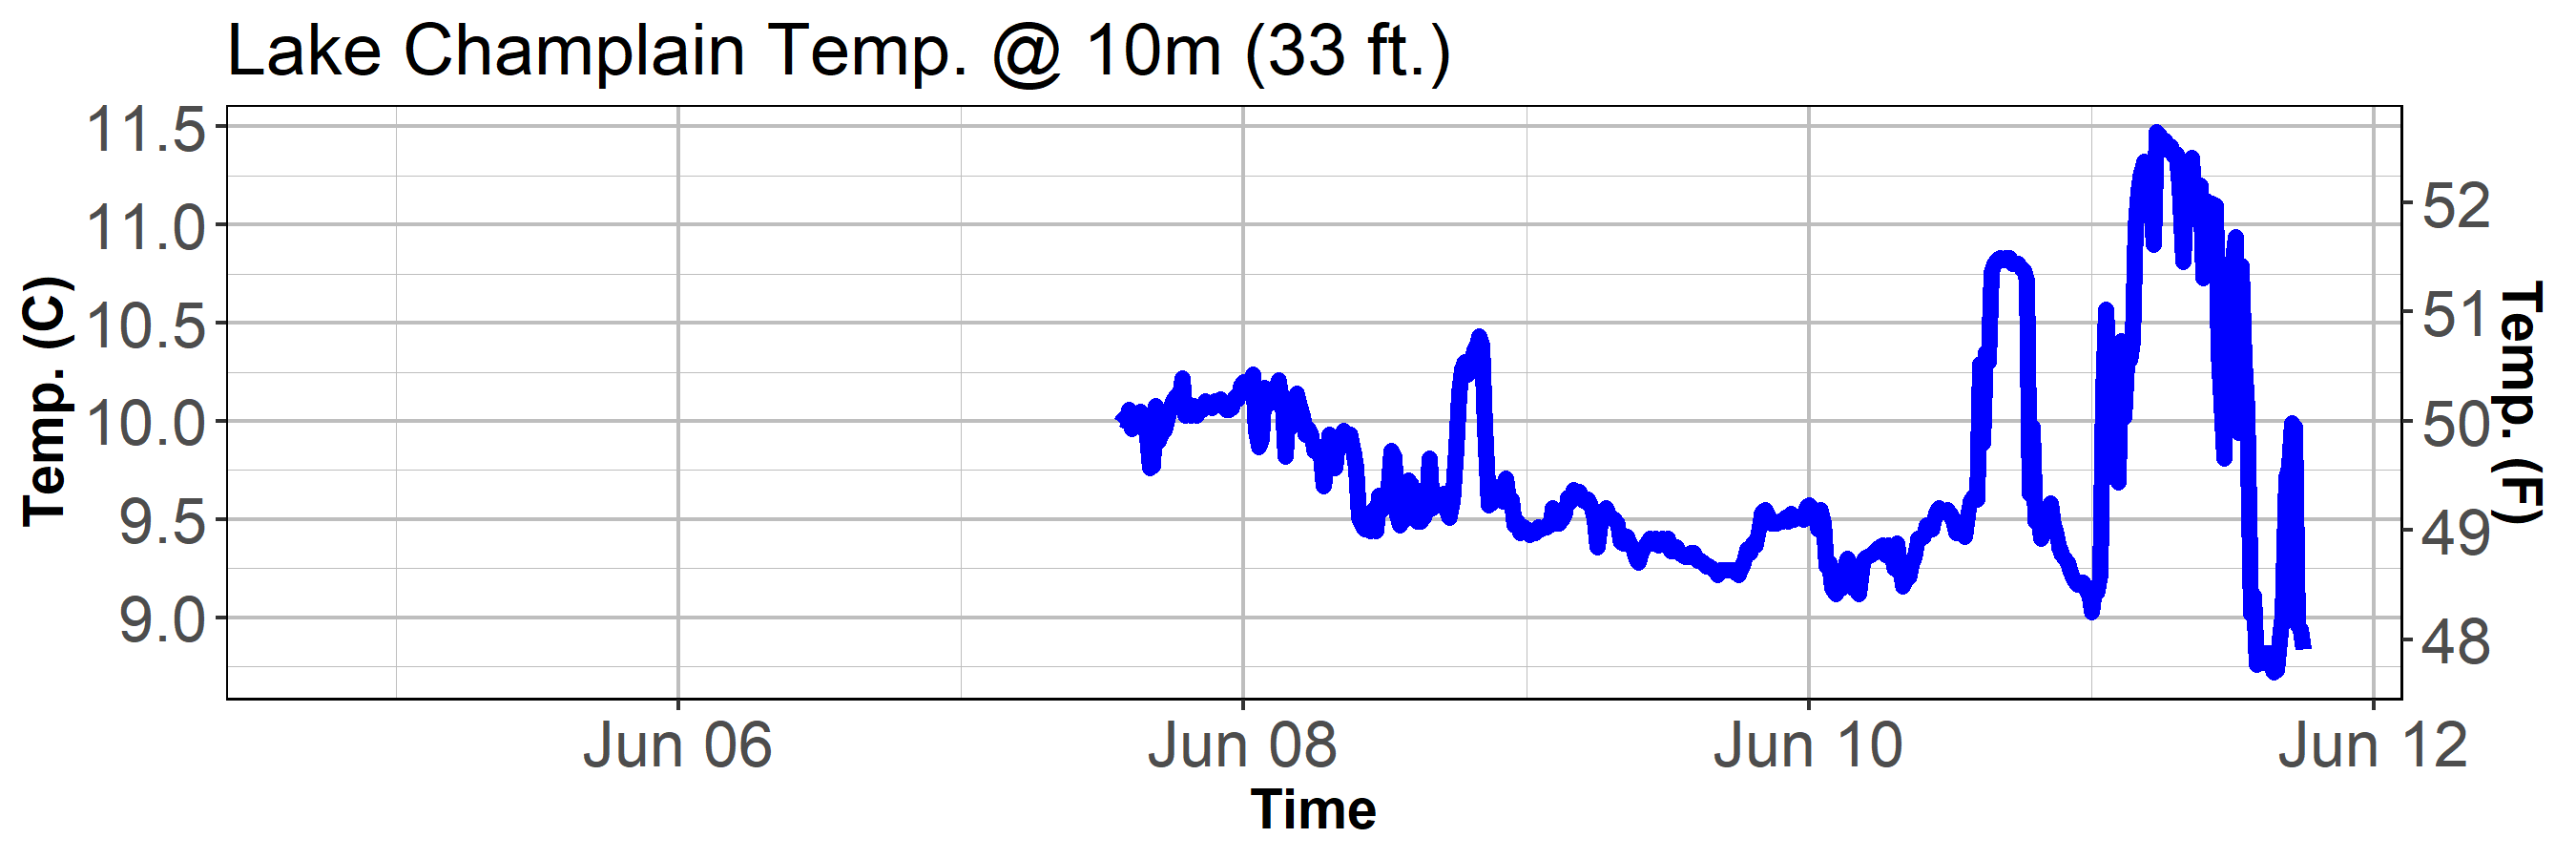 Lake Champlain Temp. @ 10m (33 ft.)
Temp. (C)
11.5
11.0
10.5
10.0
9.5
9.0
52
51
50
49
48
Temp. (F)
Jun 06 Jun 08 Jun 10 Jun 12
Time